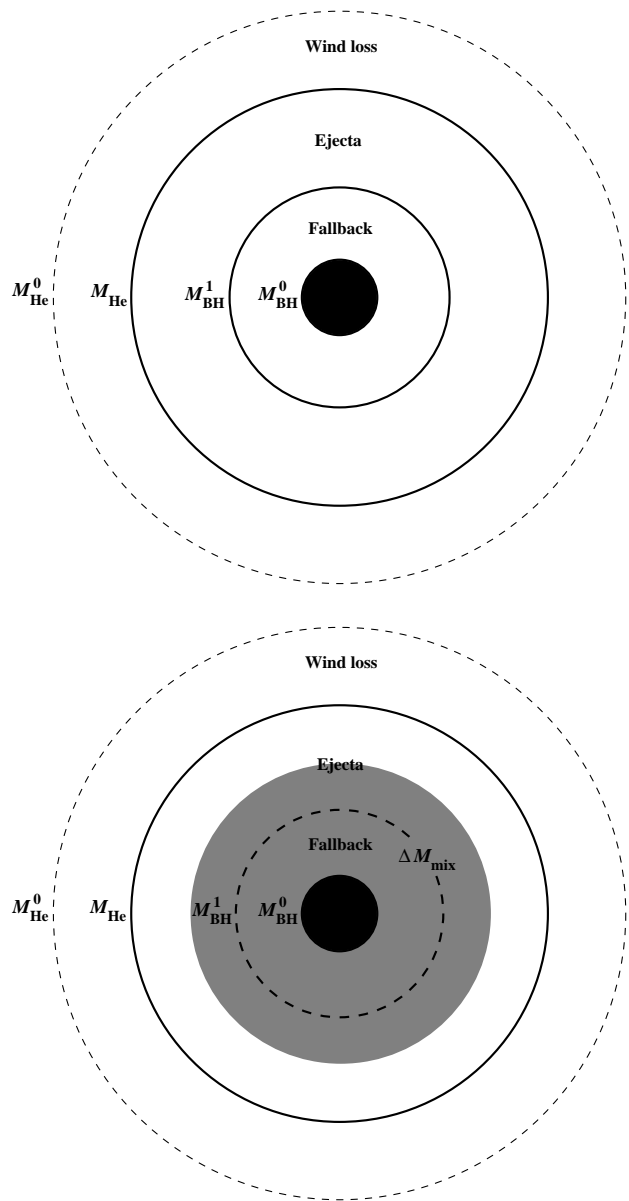 Wind loss
Ejecta
Fallback
M_He^0 M_He M_BH^1 M_BH^0
Wind loss
Ejecta
Fallback
ΔM_mix
M_He^0 M_He M_BH^1 M_BH^0